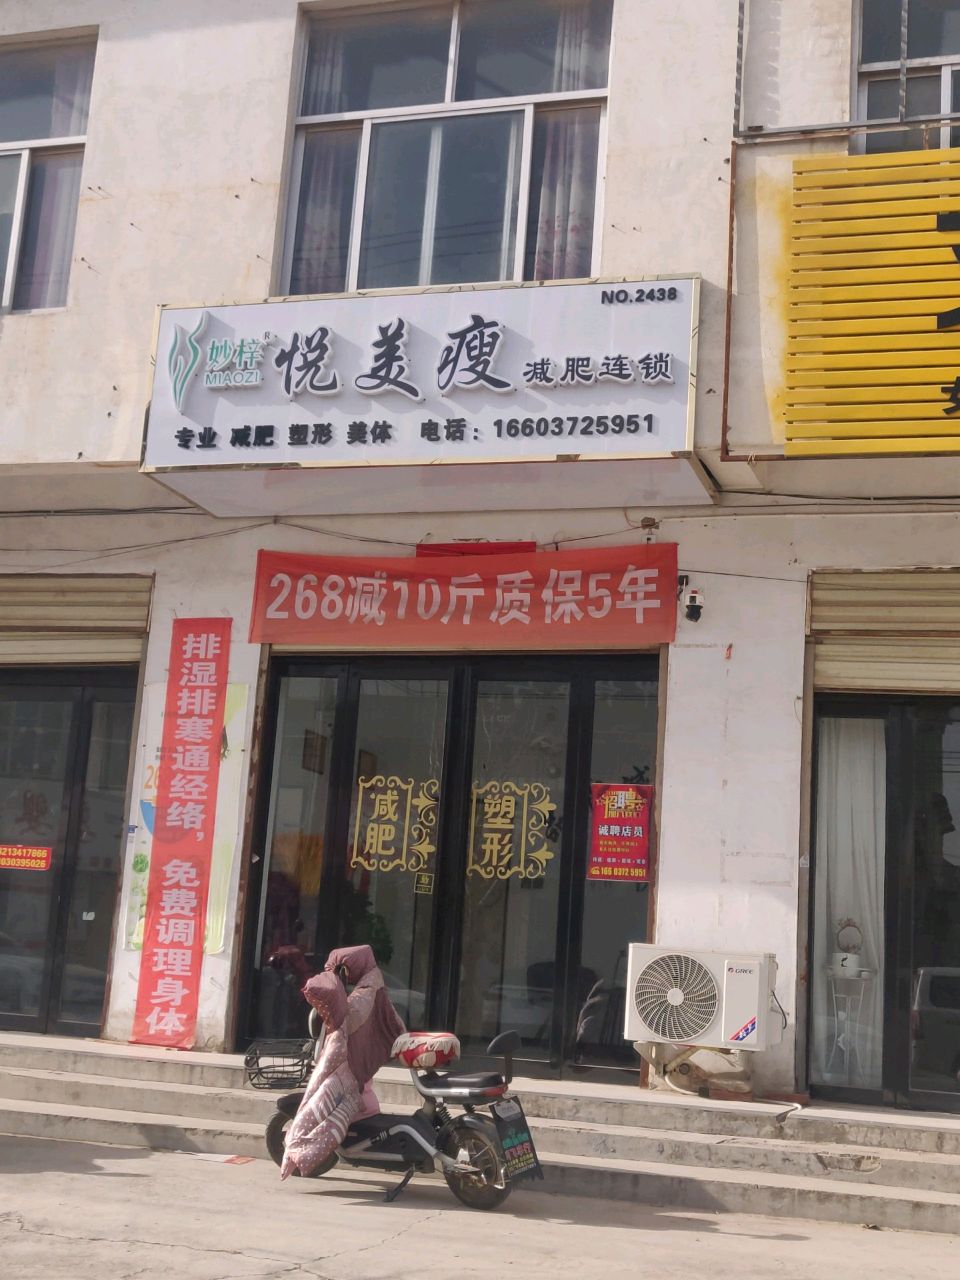 NO.2438
妙梓®
MIAOZI
悦美瘦 减肥连锁
专业 减肥 塑形 美体 电话：16603725951
268减10斤质保5年
排湿排寒通经络，免费调理身体
减肥
塑形
招聘
诚聘店员
166 0372 5951
GREE